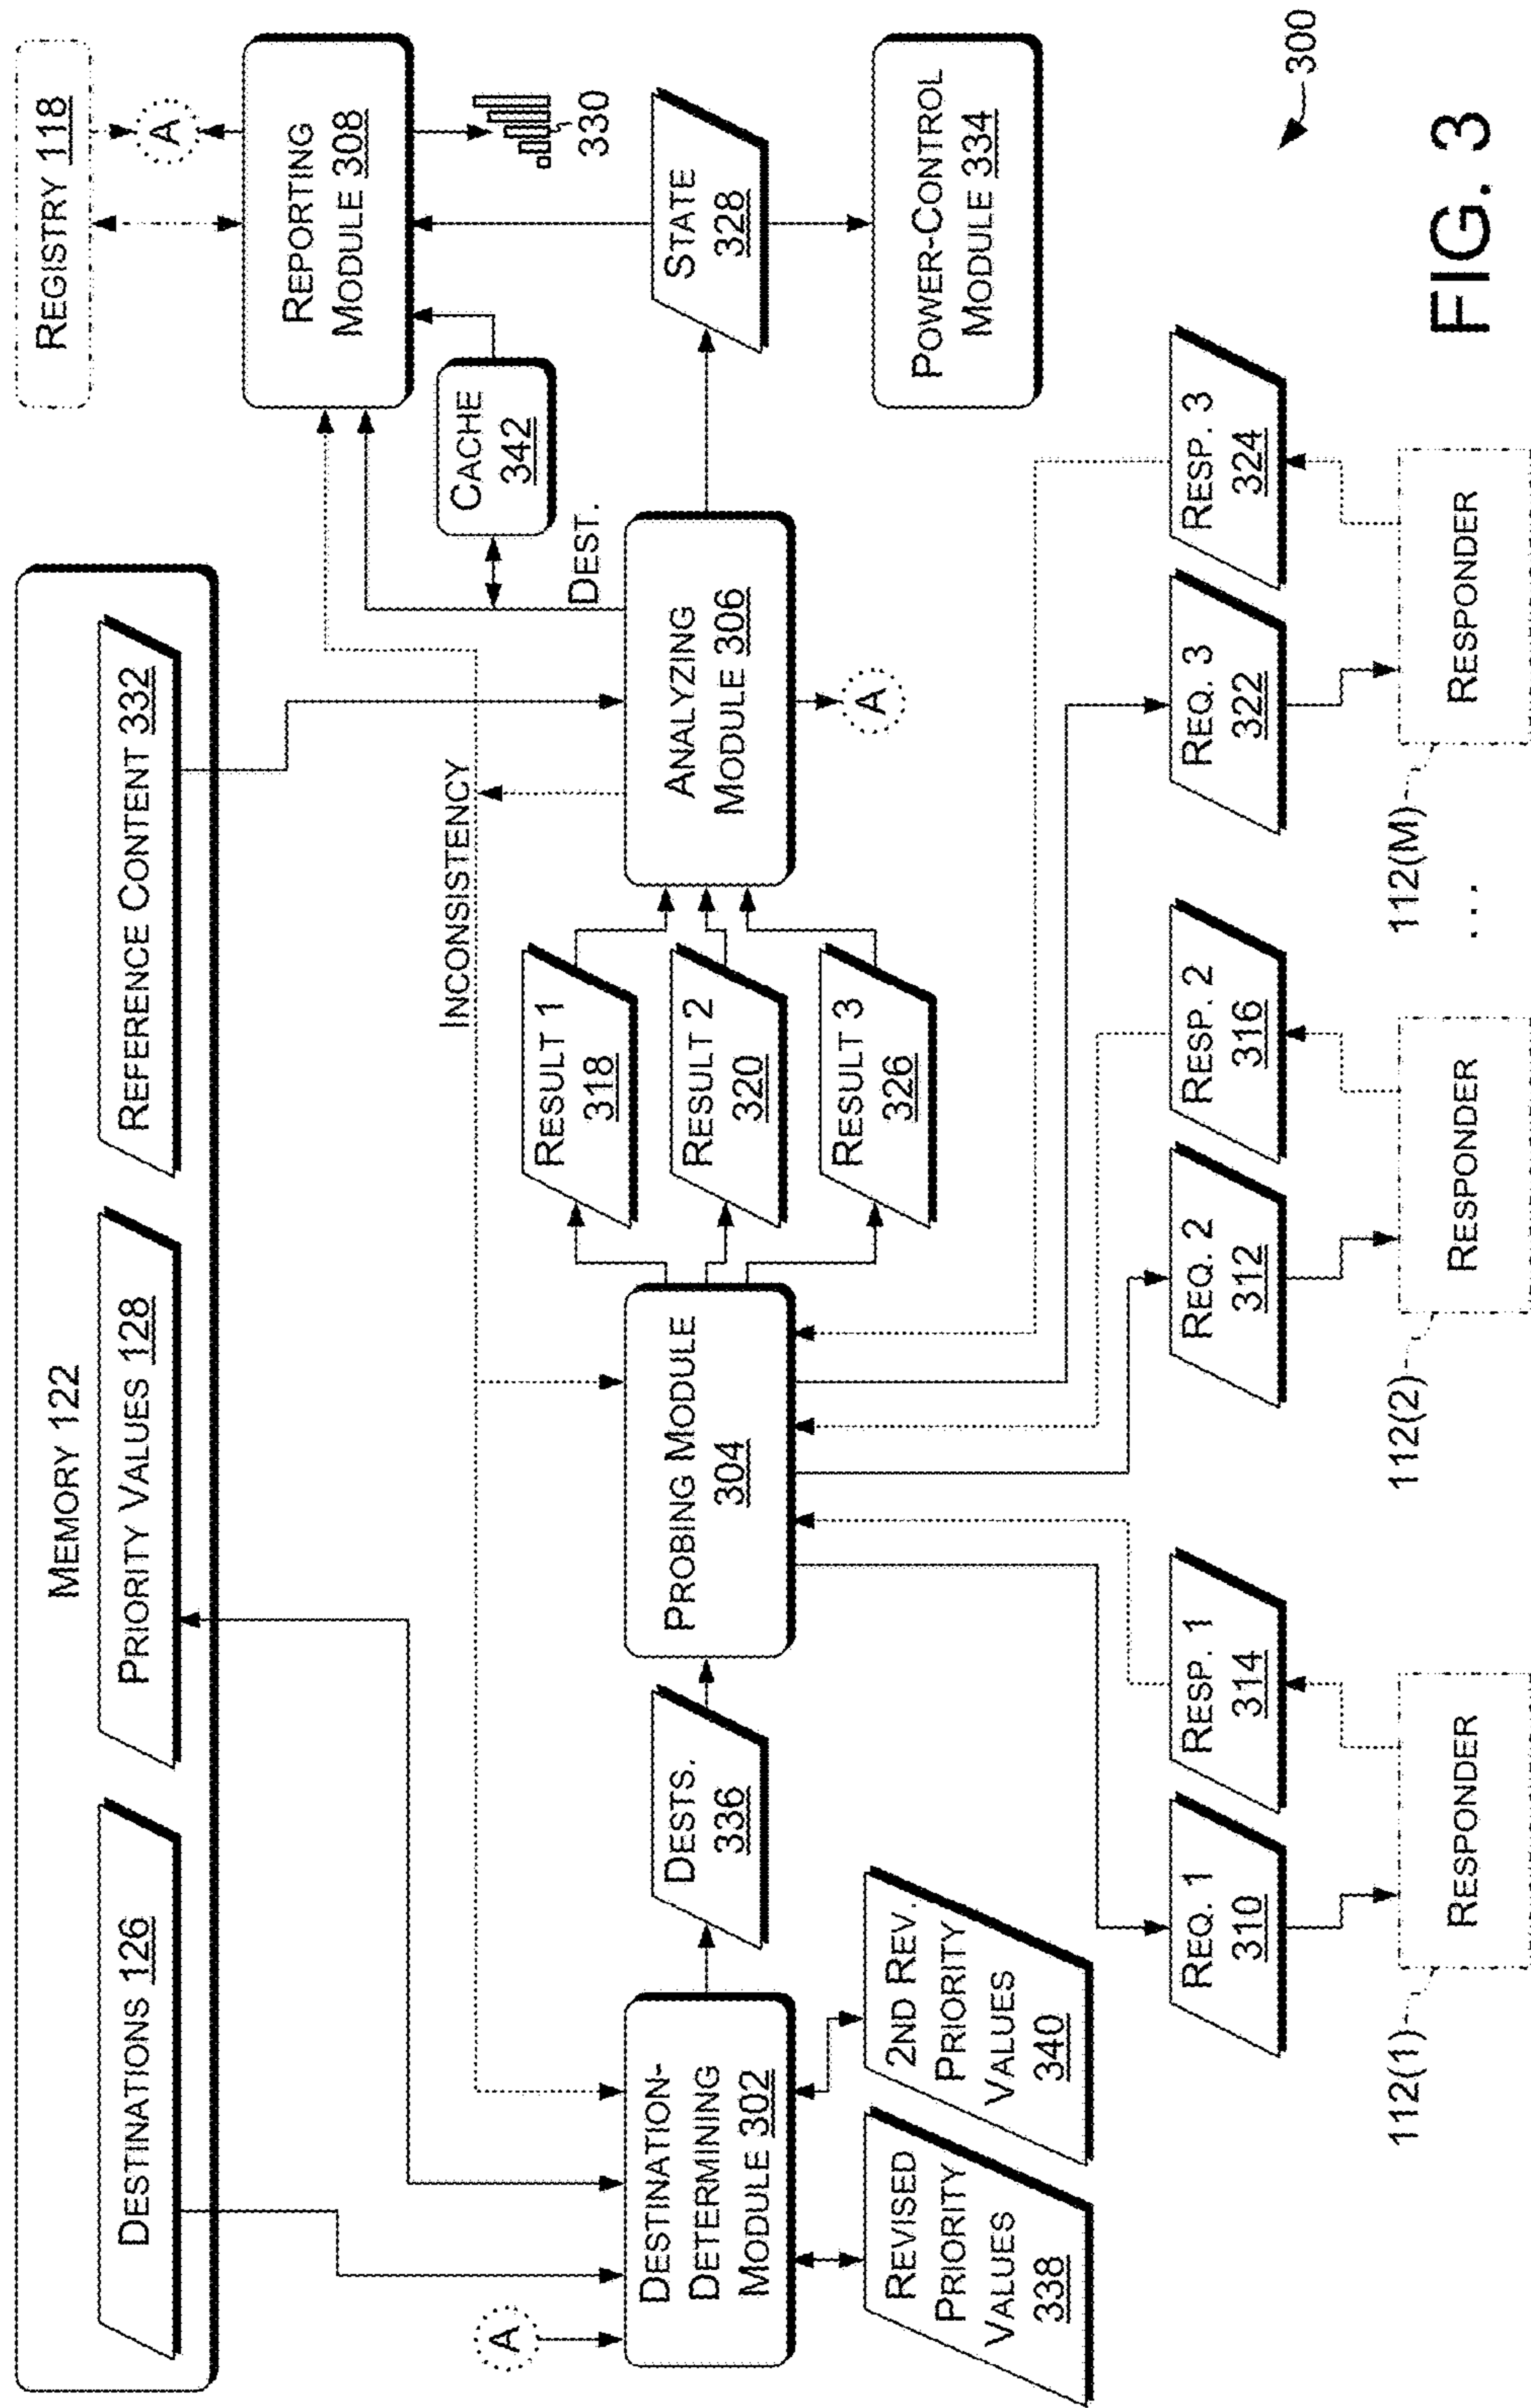 MEMORY 122
DESTINATIONS 126
PRIORITY VALUES 128
REFERENCE CONTENT 332
REGISTRY 118
A
A
INCONSISTENCY
REPORTING
MODULE 308
330
CACHE
342
DEST.
DESTINATION-
DETERMINING
MODULE 302
DESTS.
336
PROBING MODULE
304
RESULT 1
318
RESULT 2
320
RESULT 3
326
ANALYZING
MODULE 306
A
STATE
328
POWER-CONTROL
MODULE 334
REVISED
PRIORITY
VALUES
338
2ND REV.
PRIORITY
VALUES
340
REQ. 1
310
RESP. 1
314
REQ. 2
312
RESP. 2
316
REQ. 3
322
RESP. 3
324
112(1)
RESPONDER
112(2)
RESPONDER
...
112(M)
RESPONDER
300
FIG. 3